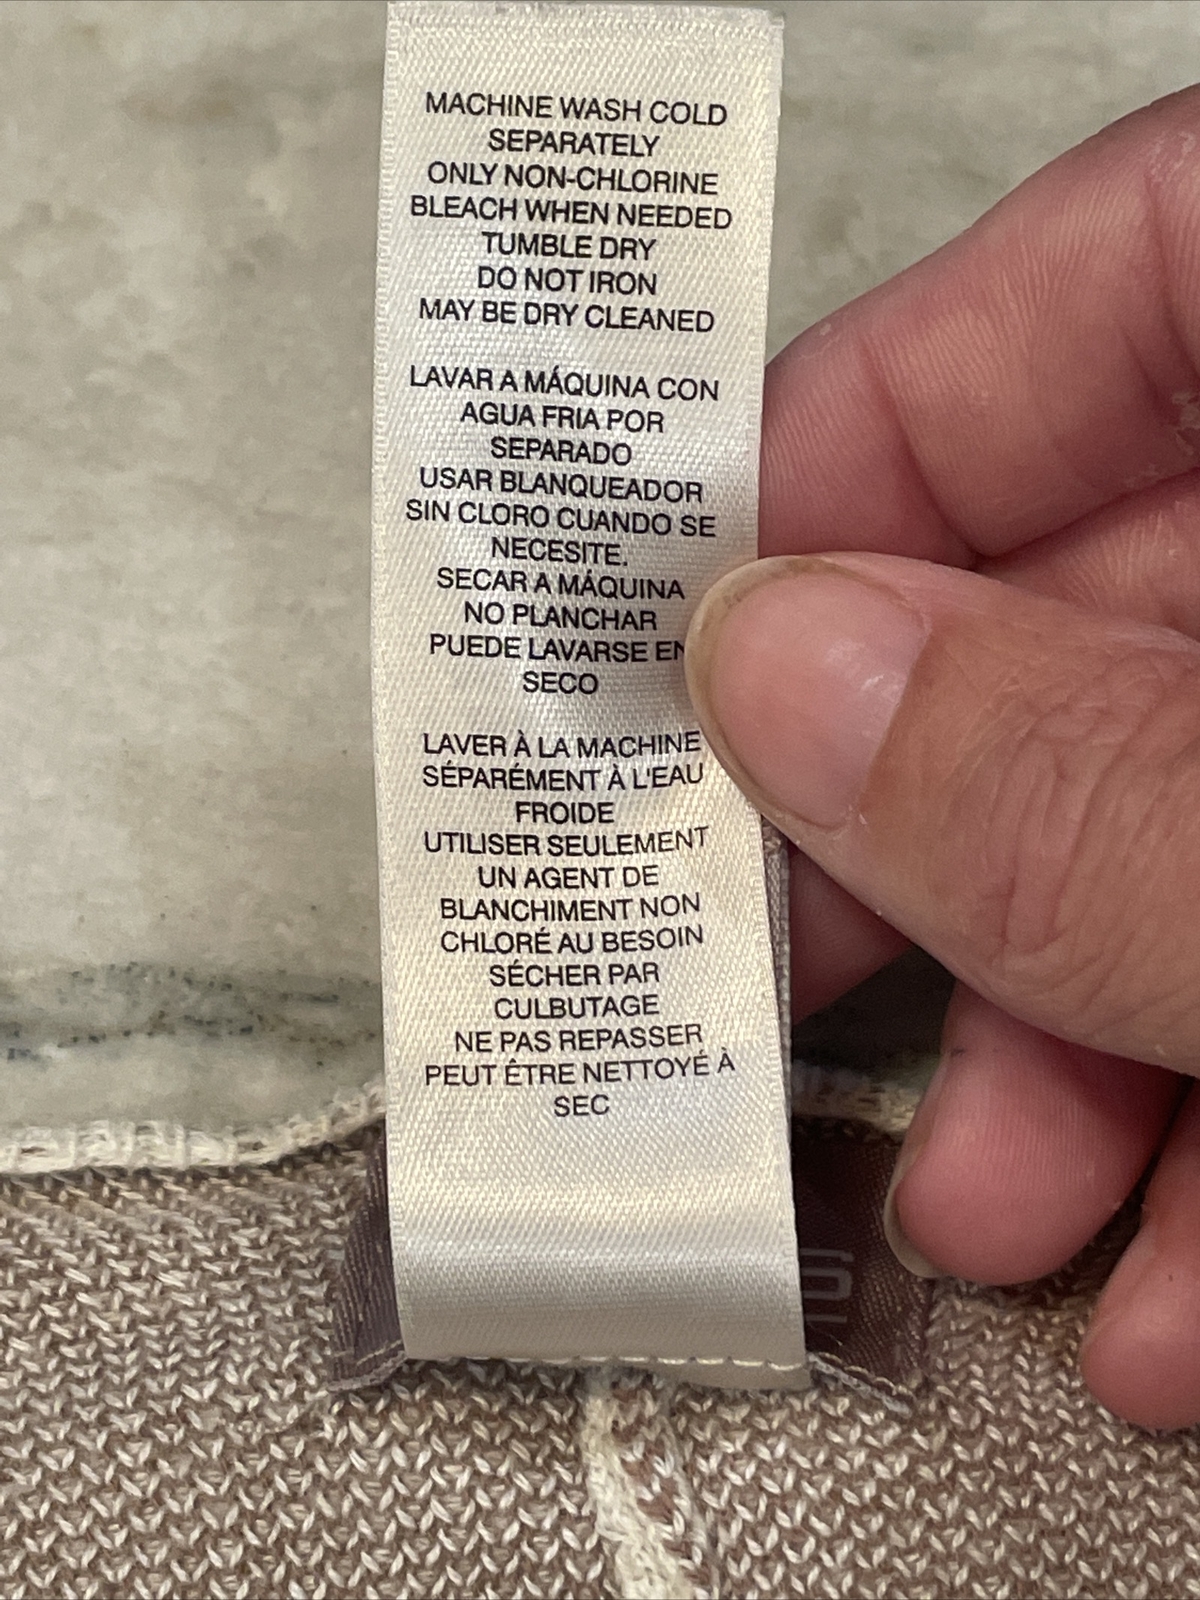 MACHINE WASH COLD
SEPARATELY
ONLY NON-CHLORINE
BLEACH WHEN NEEDED
TUMBLE DRY
DO NOT IRON
MAY BE DRY CLEANED
LAVAR A MÁQUINA CON
AGUA FRIA POR
SEPARADO
USAR BLANQUEADOR
SIN CLORO CUANDO SE
NECESITE.
SECAR A MÁQUINA
NO PLANCHAR
PUEDE LAVARSE EN
SECO
LAVER À LA MACHINE
SÉPARÉMENT À L'EAU
FROIDE
UTILISER SEULEMENT
UN AGENT DE
BLANCHIMENT NON
CHLORÉ AU BESOIN
SÉCHER PAR
CULBUTAGE
NE PAS REPASSER
PEUT ÊTRE NETTOYÉ À
SEC